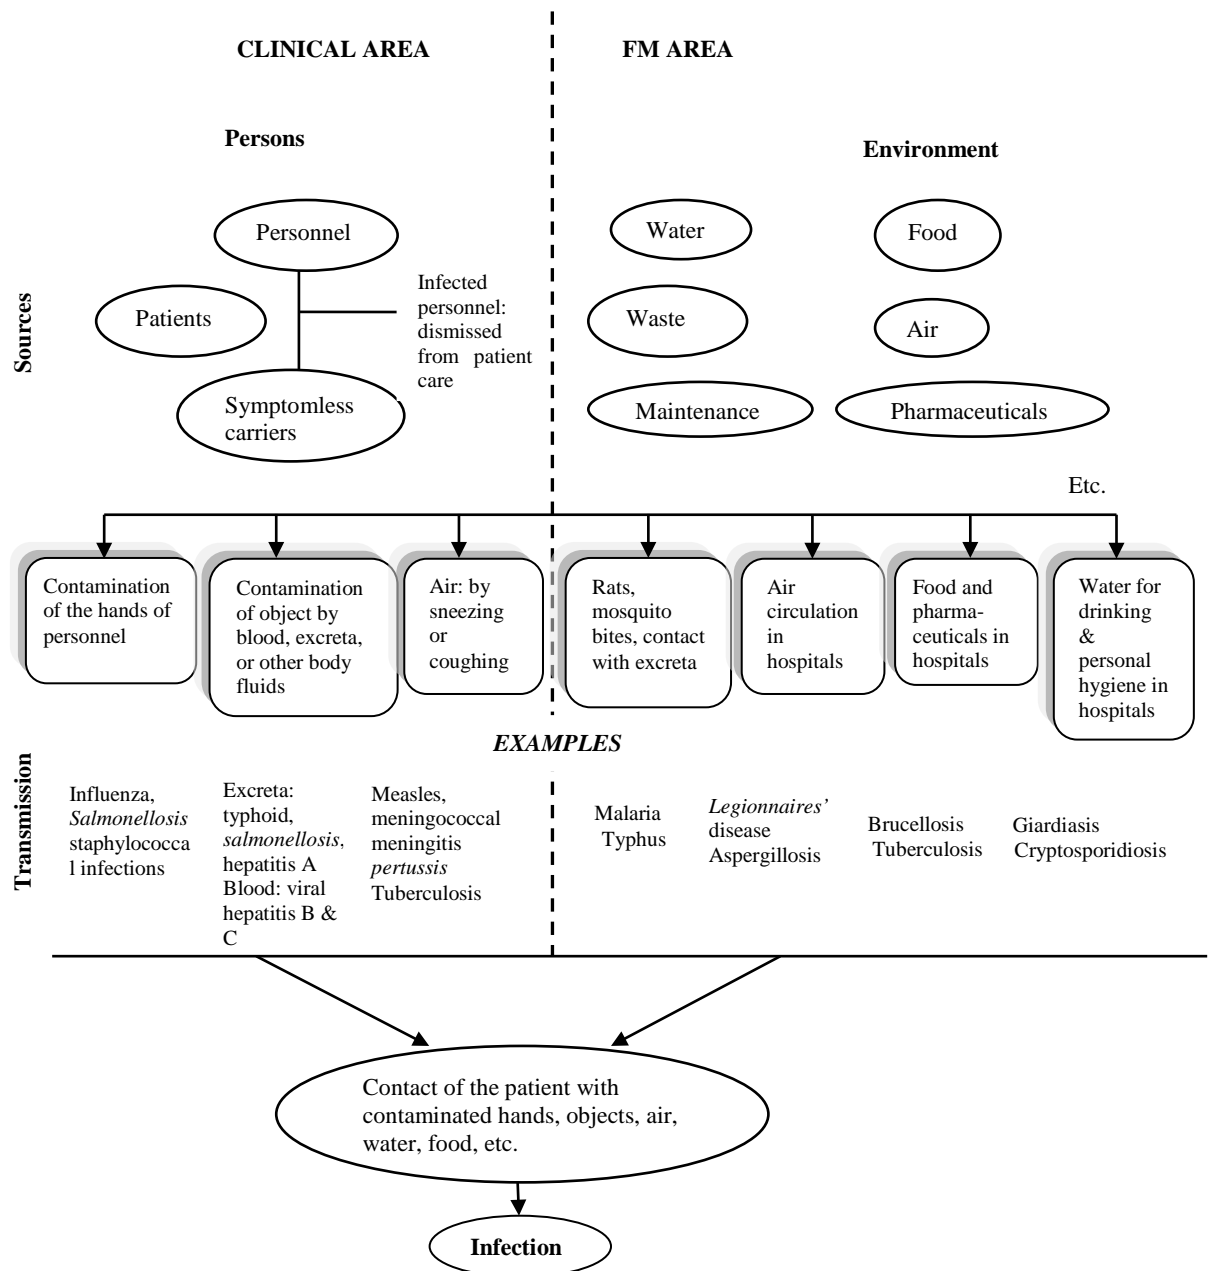 CLINICAL AREA
FM AREA
Persons
Environment
Sources
Personnel
Patients
Symptomless
carriers
Infected
personnel:
dismissed
from patient
care
Water
Food
Waste
Air
Maintenance
Pharmaceuticals
Etc.
Contamination
of the hands of
personnel
Contamination
of object by
blood, excreta,
or other body
fluids
Air: by
sneezing
or
coughing
Rats,
mosquito
bites, contact
with excreta
Air
circulation
in
hospitals
Food and
pharma-
ceuticals in
hospitals
Water for
drinking
&
personal
hygiene in
hospitals
EXAMPLES
Transmission
Influenza,
Salmonellosis
staphylococca
l infections
Excreta:
typhoid,
salmonellosis,
hepatitis A
Blood: viral
hepatitis B &
C
Measles,
meningococcal
meningitis
pertussis
Tuberculosis
Malaria
Typhus
Legionnaires’
disease
Aspergillosis
Brucellosis
Tuberculosis
Giardiasis
Cryptosporidiosis
Contact of the patient with
contaminated hands, objects, air,
water, food, etc.
Infection